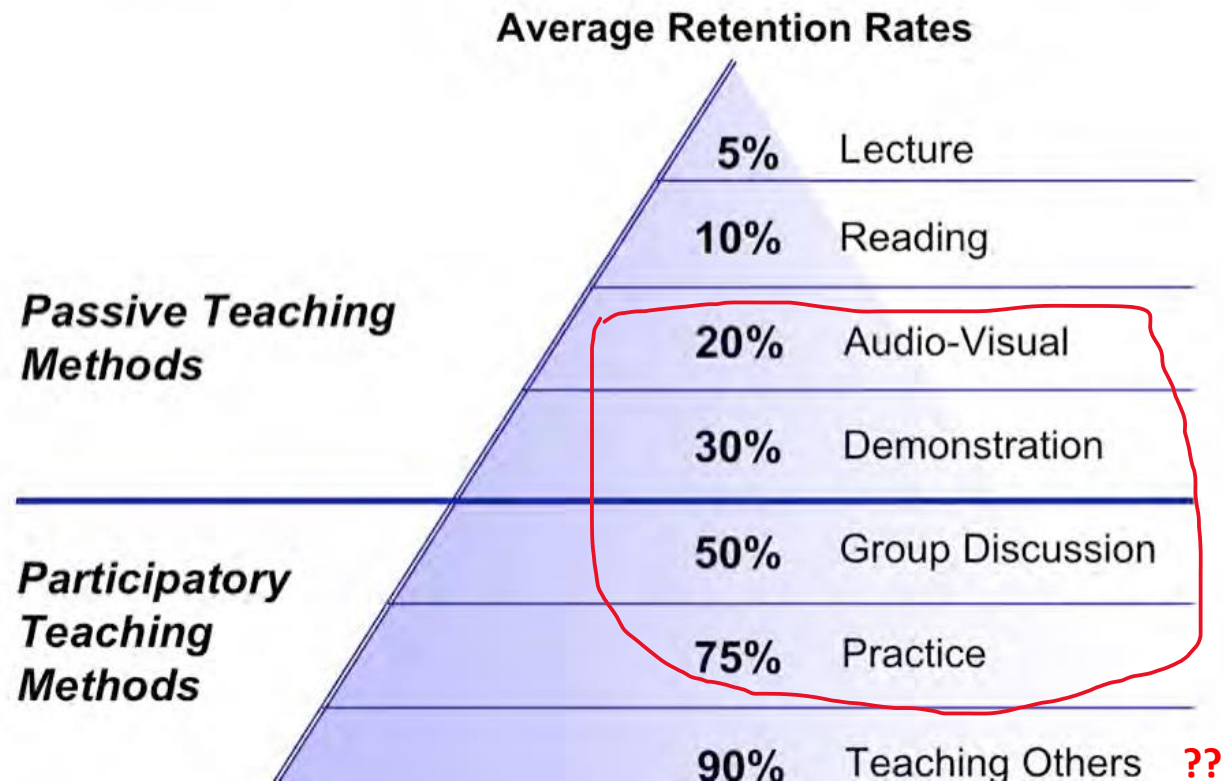 Average Retention Rates
5% Lecture
10% Reading
Passive Teaching
Methods
20% Audio-Visual
30% Demonstration
Participatory
Teaching
Methods
50% Group Discussion
75% Practice
90% Teaching Others ??